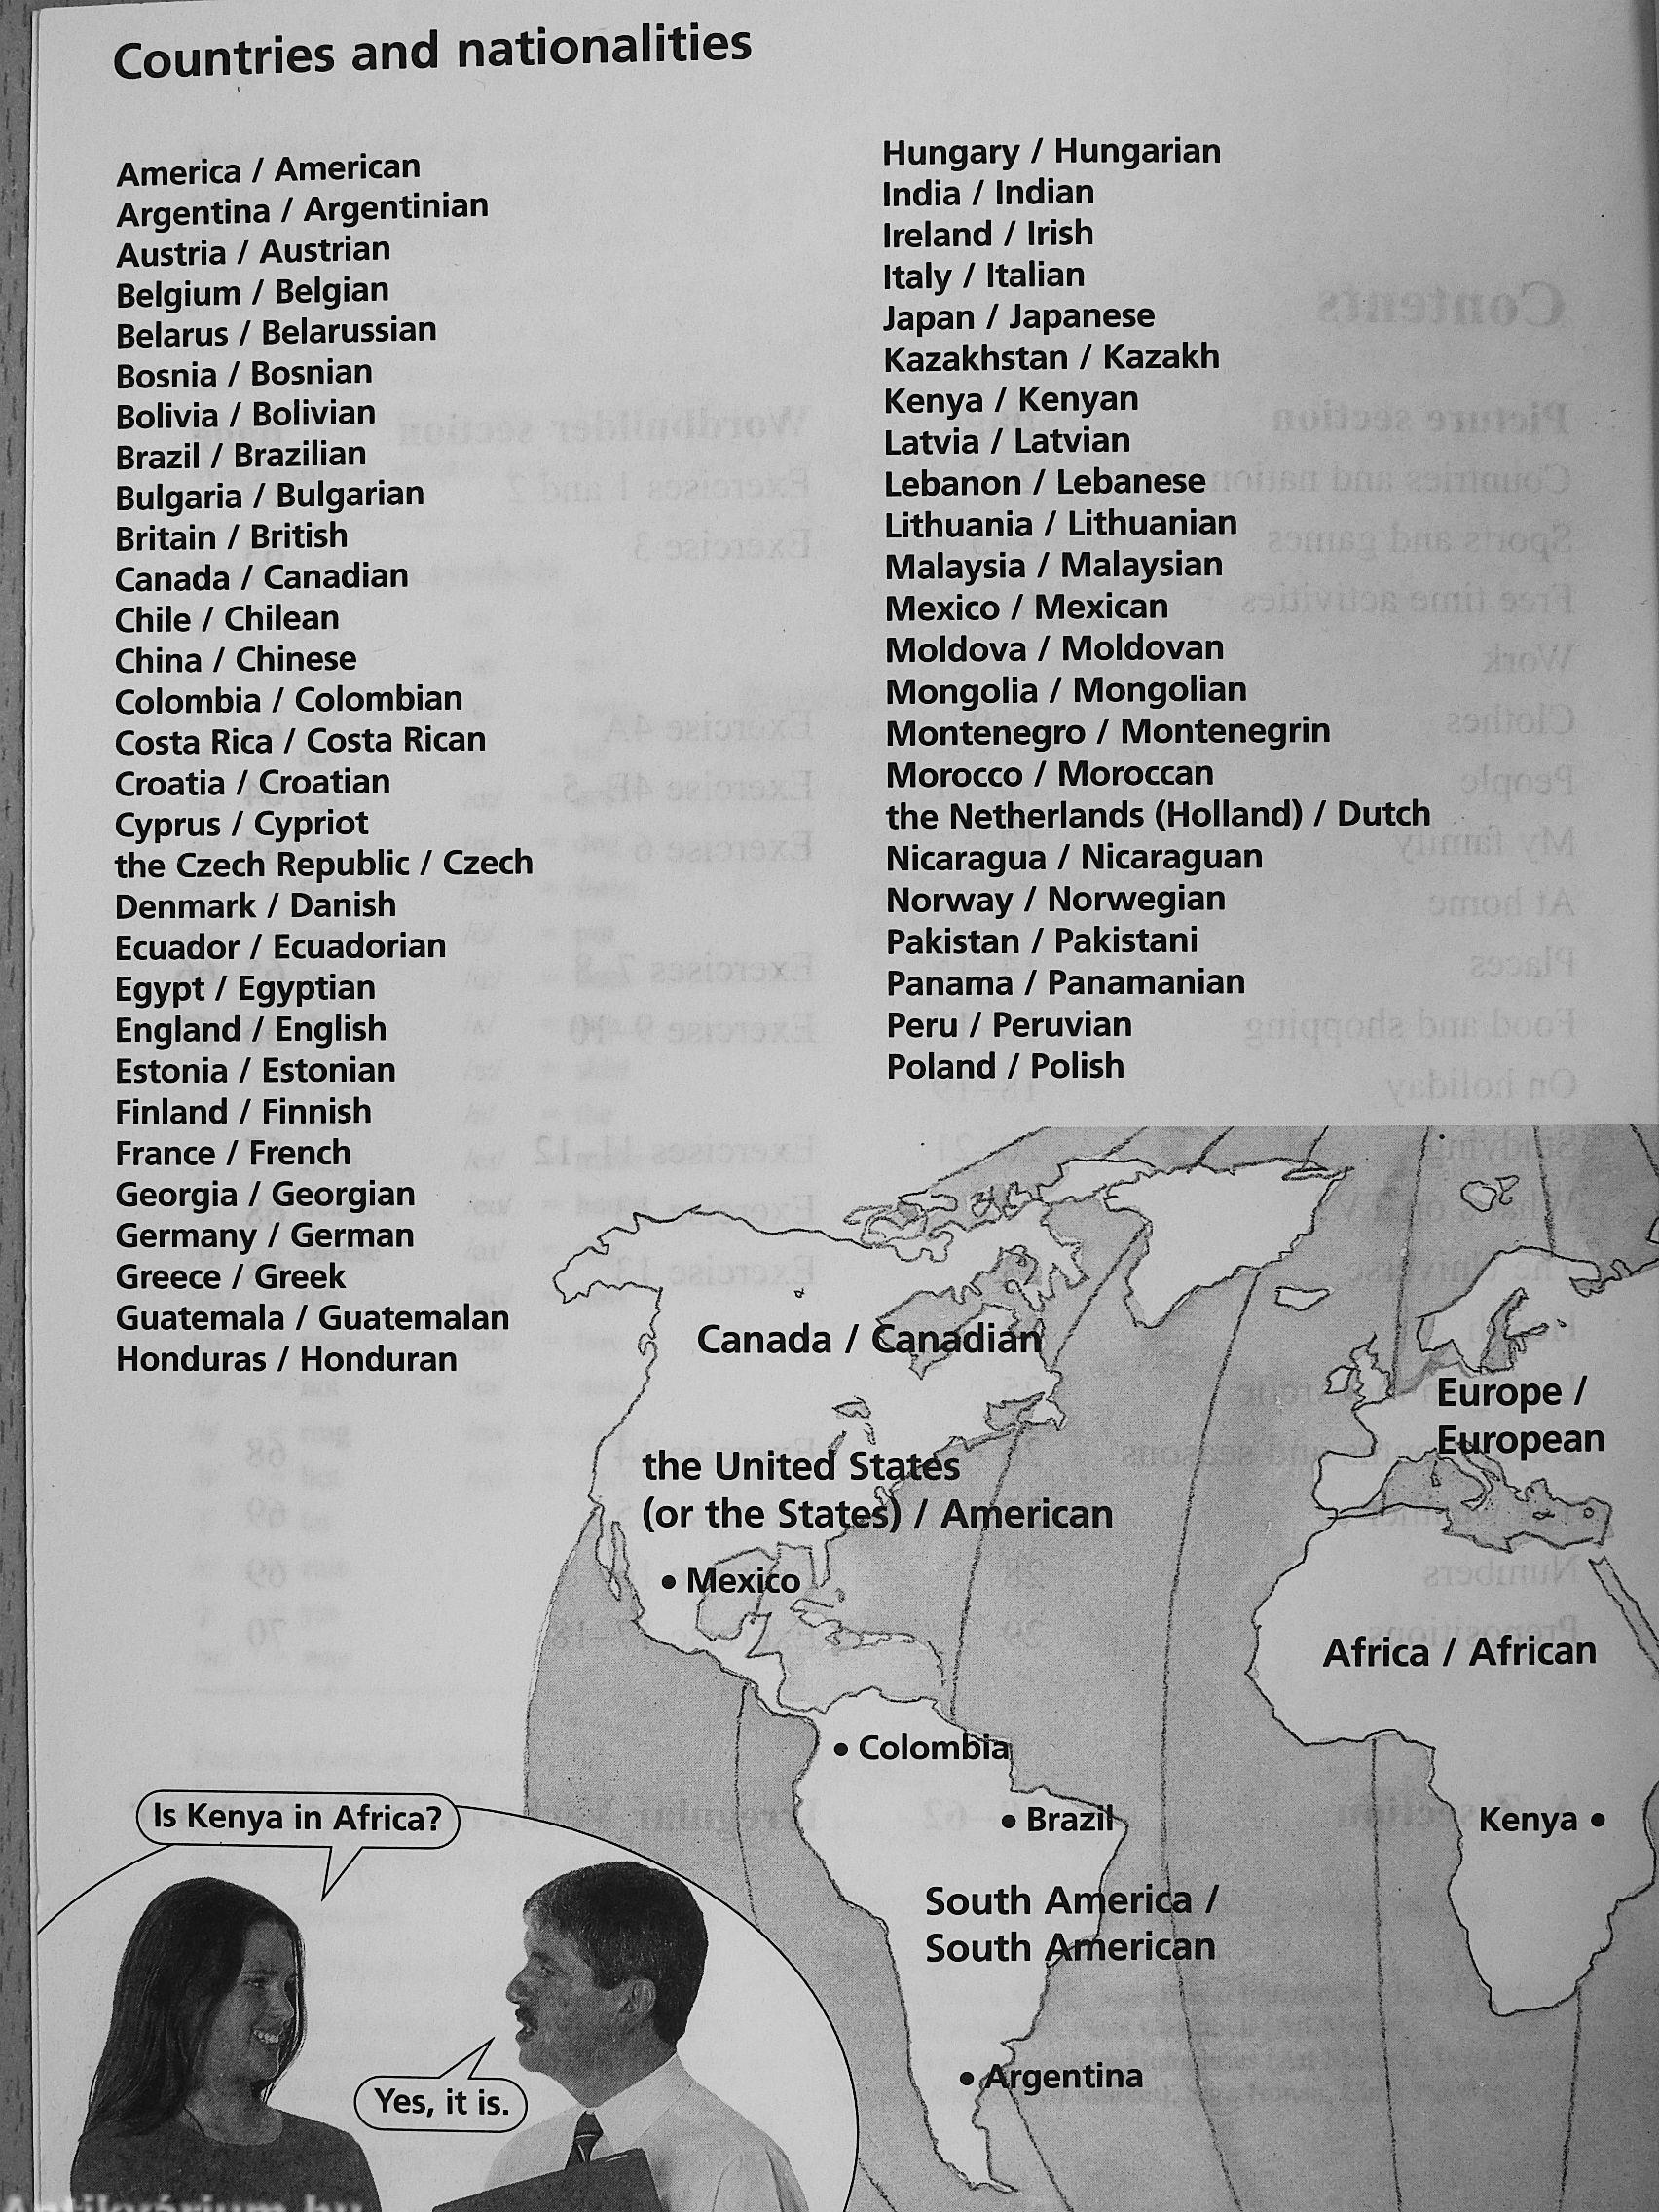 Countries and nationalities
America / American
Argentina / Argentinian
Austria / Austrian
Belgium / Belgian
Belarus / Belarussian
Bosnia / Bosnian
Bolivia / Bolivian
Brazil / Brazilian
Bulgaria / Bulgarian
Britain / British
Canada / Canadian
Chile / Chilean
China / Chinese
Colombia / Colombian
Costa Rica / Costa Rican
Croatia / Croatian
Cyprus / Cypriot
the Czech Republic / Czech
Denmark / Danish
Ecuador / Ecuadorian
Egypt / Egyptian
England / English
Estonia / Estonian
Finland / Finnish
France / French
Georgia / Georgian
Germany / German
Greece / Greek
Guatemala / Guatemalan
Honduras / Honduran
Hungary / Hungarian
India / Indian
Ireland / Irish
Italy / Italian
Japan / Japanese
Kazakhstan / Kazakh
Kenya / Kenyan
Latvia / Latvian
Lebanon / Lebanese
Lithuania / Lithuanian
Malaysia / Malaysian
Mexico / Mexican
Moldova / Moldovan
Mongolia / Mongolian
Montenegro / Montenegrin
Morocco / Moroccan
the Netherlands (Holland) / Dutch
Nicaragua / Nicaraguan
Norway / Norwegian
Pakistan / Pakistani
Panama / Panamanian
Peru / Peruvian
Poland / Polish
Canada / Canadian
Europe /
European
the United States
(or the States) / American
• Mexico
Africa / African
• Colombia
• Brazil
Kenya •
South America /
South American
• Argentina
Is Kenya in Africa?
Yes, it is.
Antikvárium.hu